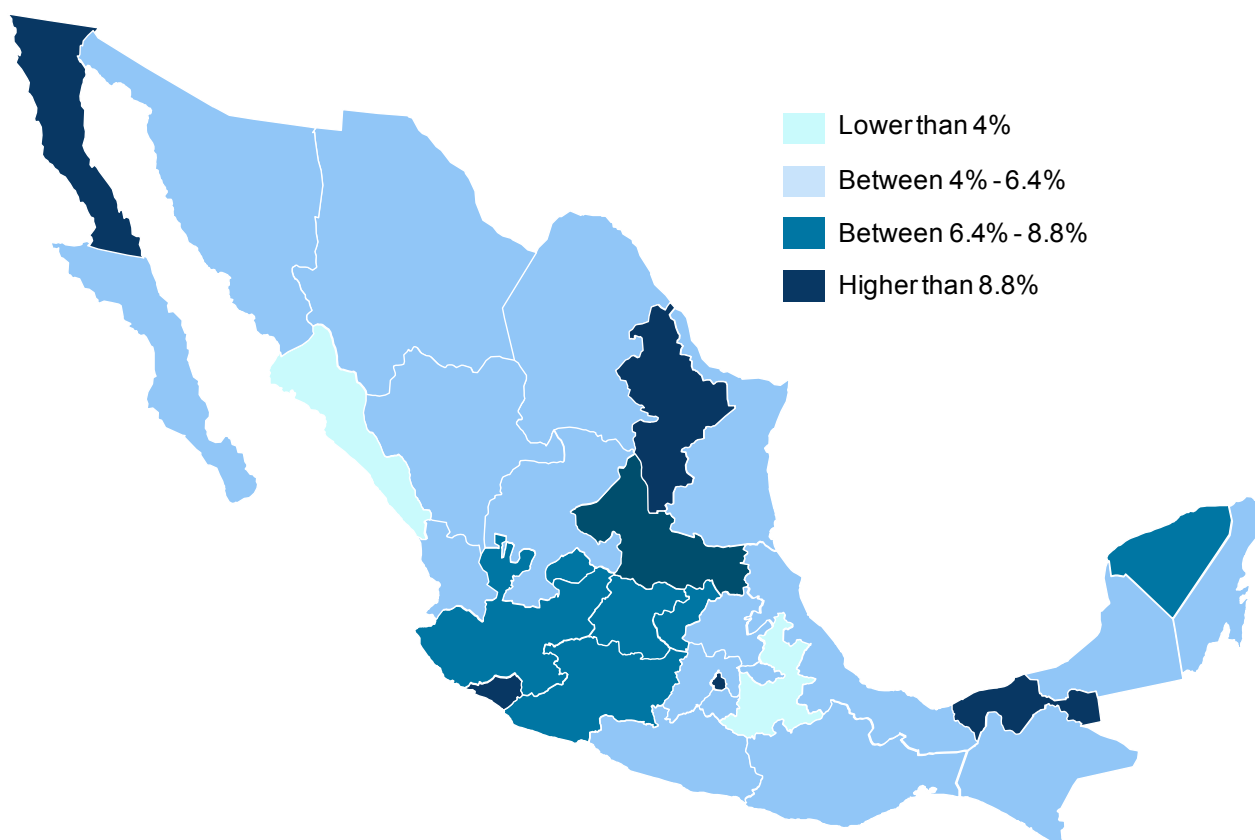 Lower than 4%
Between 4% - 6.4%
Between 6.4% - 8.8%
Higher than 8.8%